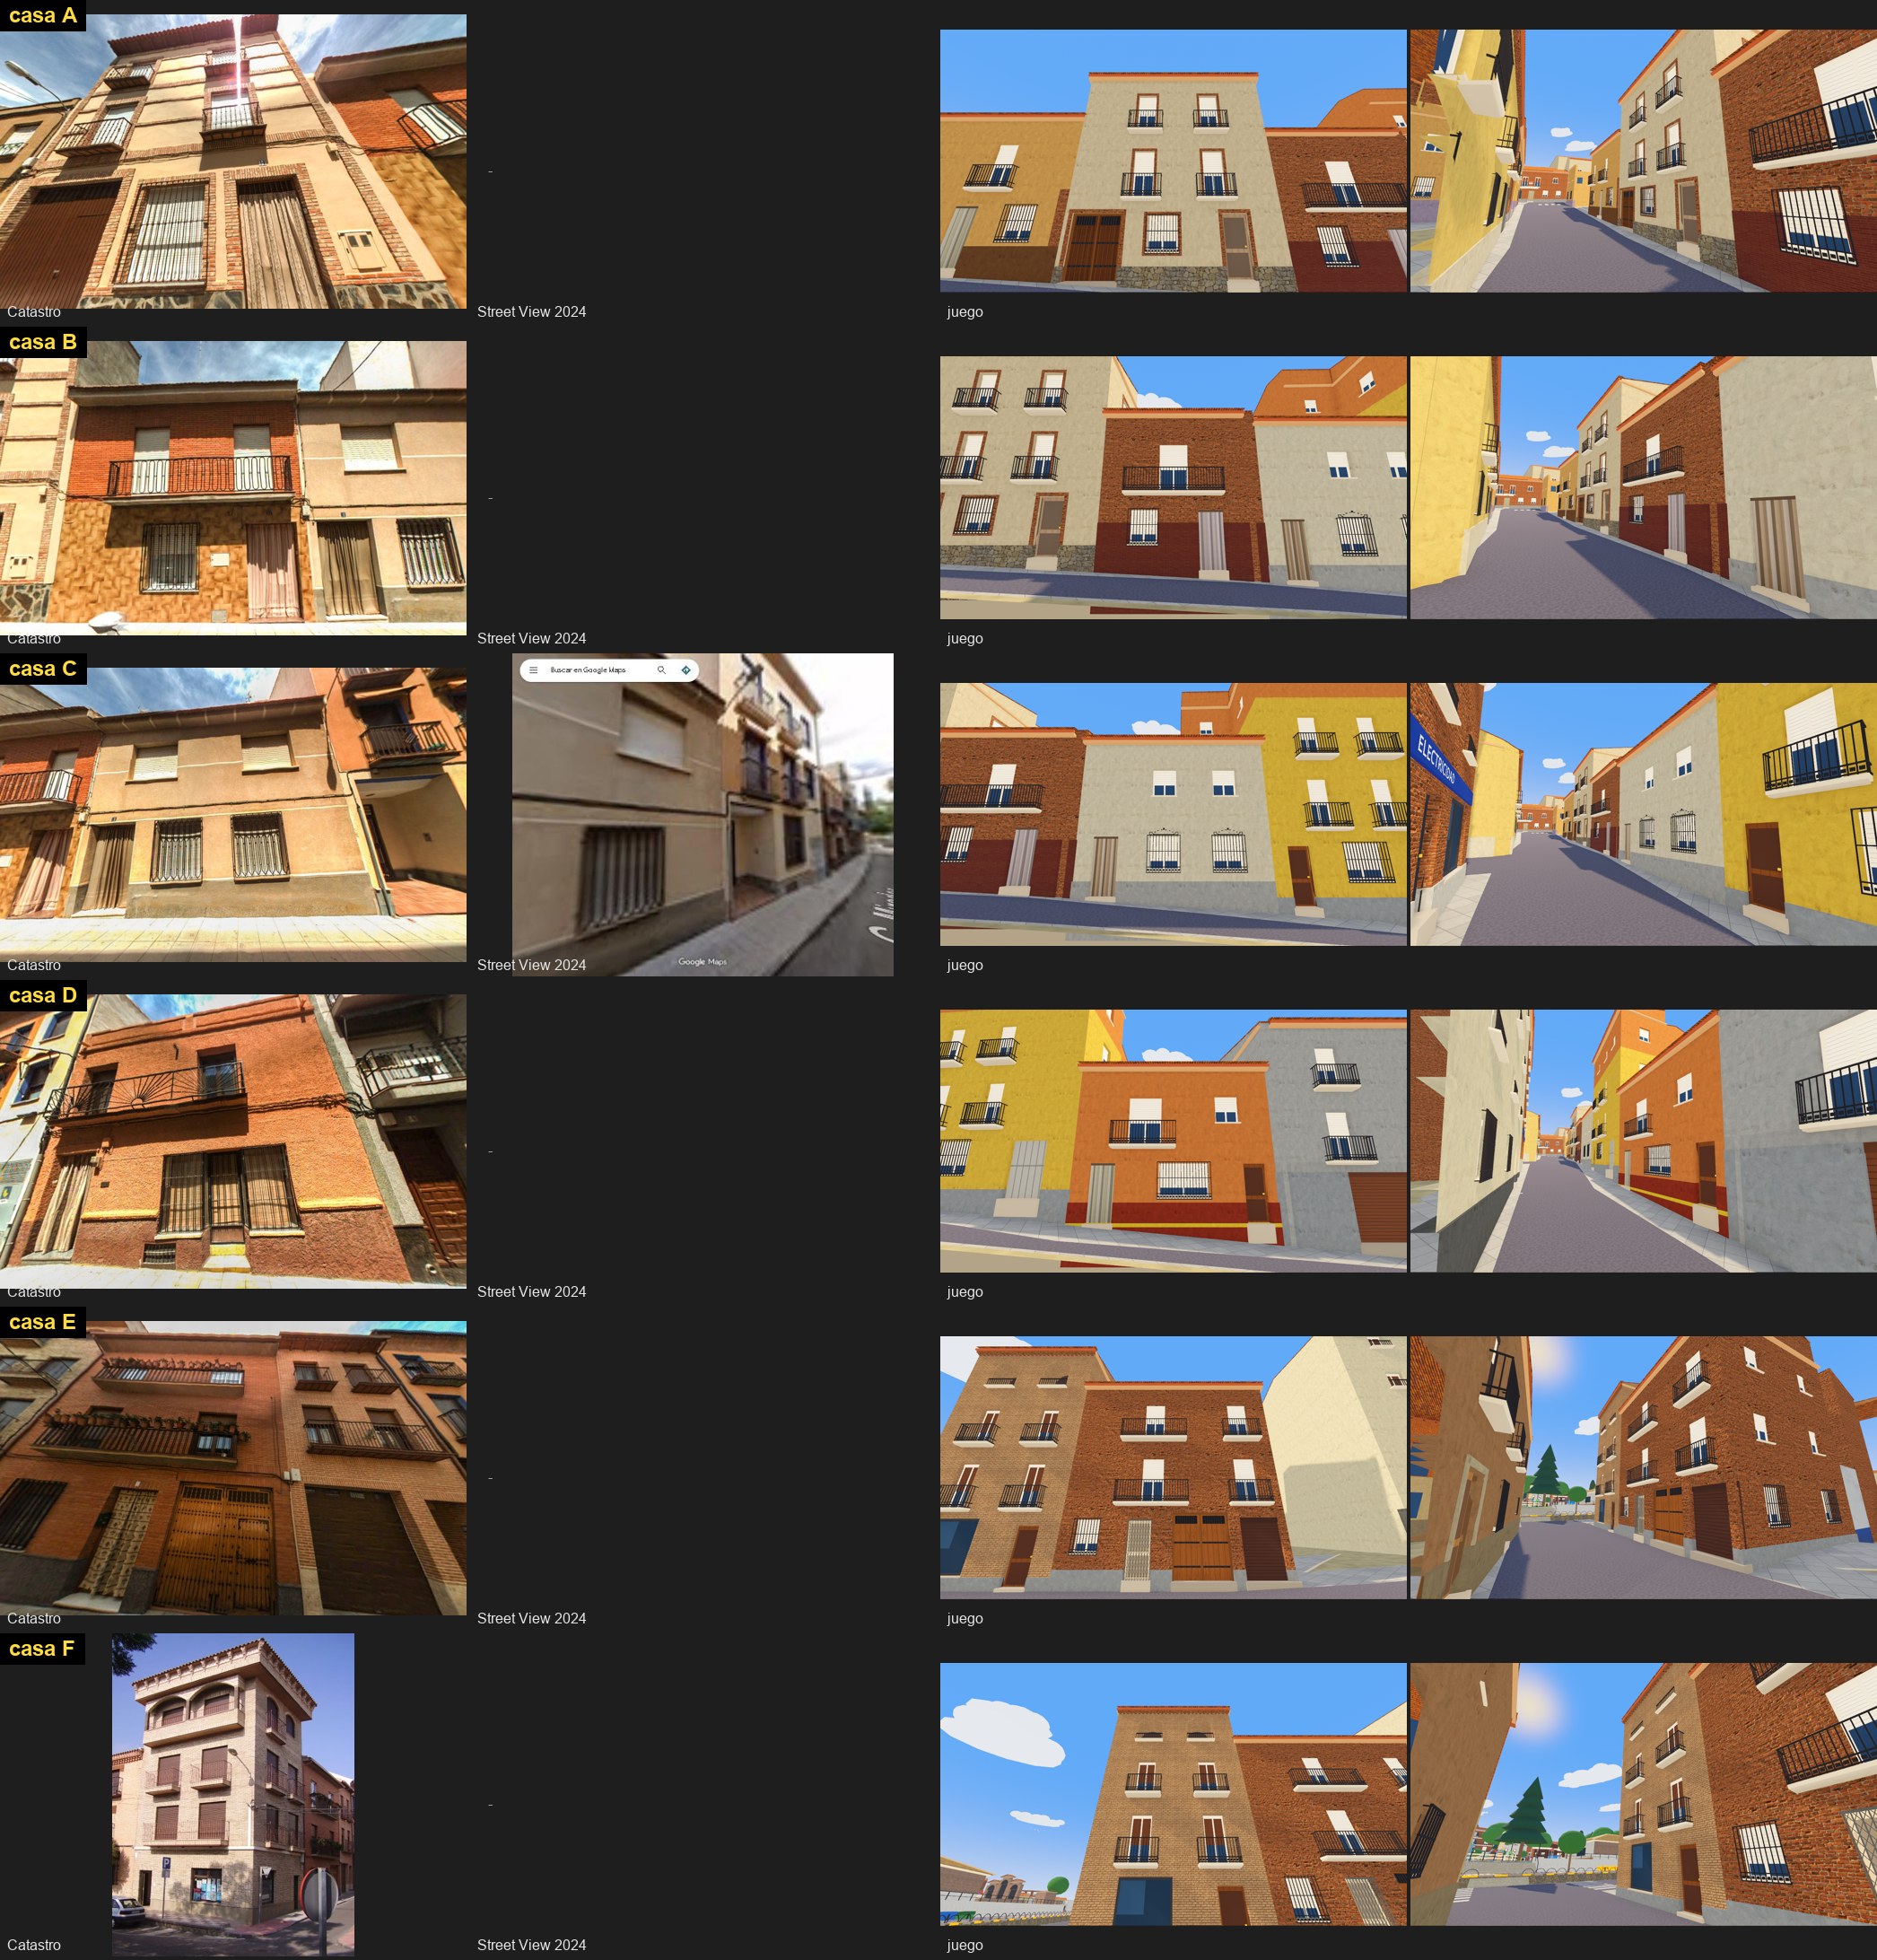 casa A
-
Catastro
Street View 2024
juego
casa B
-
Catastro
Street View 2024
juego
casa C
Buscar en Google Maps
ELECTRICIDAD
Google Maps
Catastro
Street View 2024
juego
casa D
-
Catastro
Street View 2024
juego
casa E
-
Catastro
Street View 2024
juego
casa F
-
P
Catastro
Street View 2024
juego